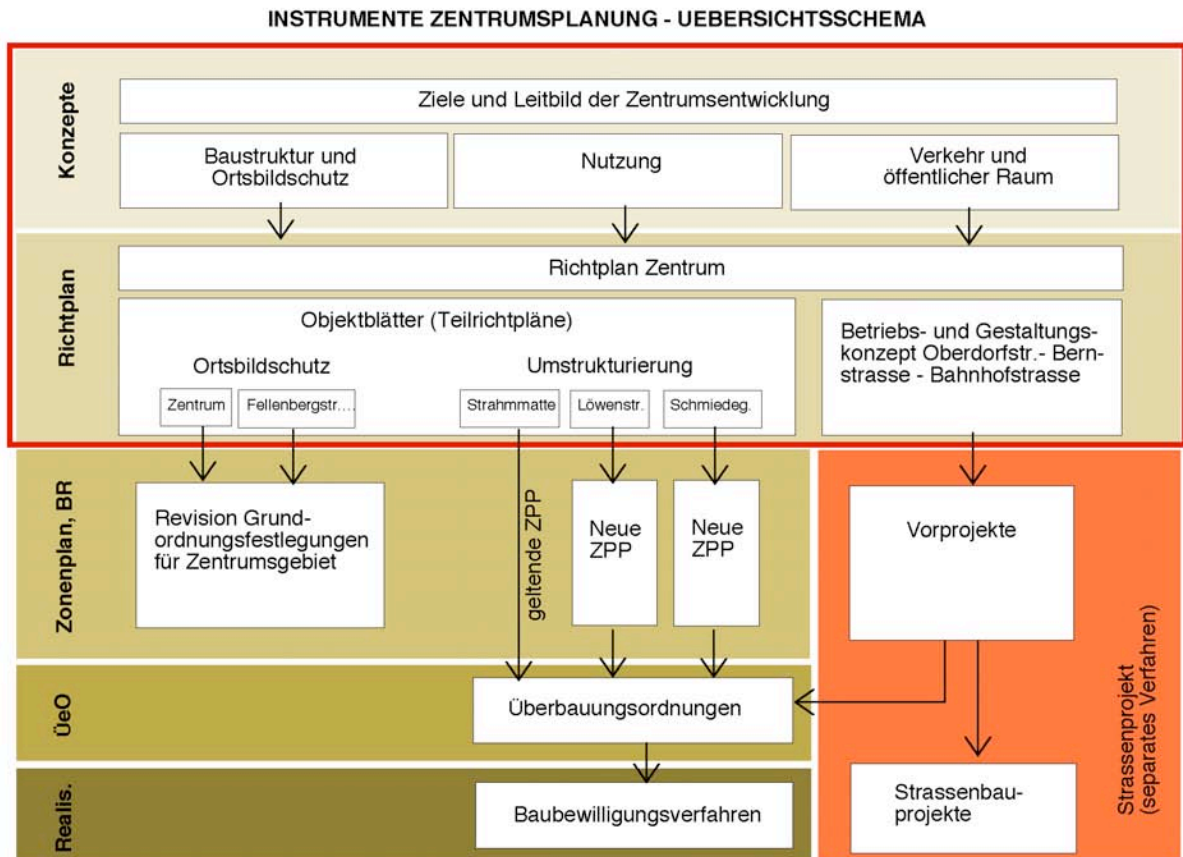 INSTRUMENTE ZENTRUMSPLANUNG - UEBERSICHTSSCHEMA
Konzepte
Ziele und Leitbild der Zentrumsentwicklung
Baustruktur und
Ortsbildschutz
Nutzung
Verkehr und
öffentlicher Raum
Richtplan
Richtplan Zentrum
Objektblätter (Teilrichtpläne)
Ortsbildschutz
Zentrum
Fellenbergstr....
Umstrukturierung
Strahmmatte
Löwenstr.
Schmiedeg.
Betriebs- und Gestaltungs-
konzept Oberdorfstr.- Bern-
strasse - Bahnhofstrasse
Zonenplan, BR
Revision Grund-
ordnungsfestlegungen
für Zentrumsgebiet
geltende ZPP
Neue
ZPP
Neue
ZPP
Vorprojekte
ÜeO
Überbauungsordnungen
Realis.
Baubewilligungsverfahren
Strassenbau-
projekte
Strassenprojekt
(separates Verfahren)